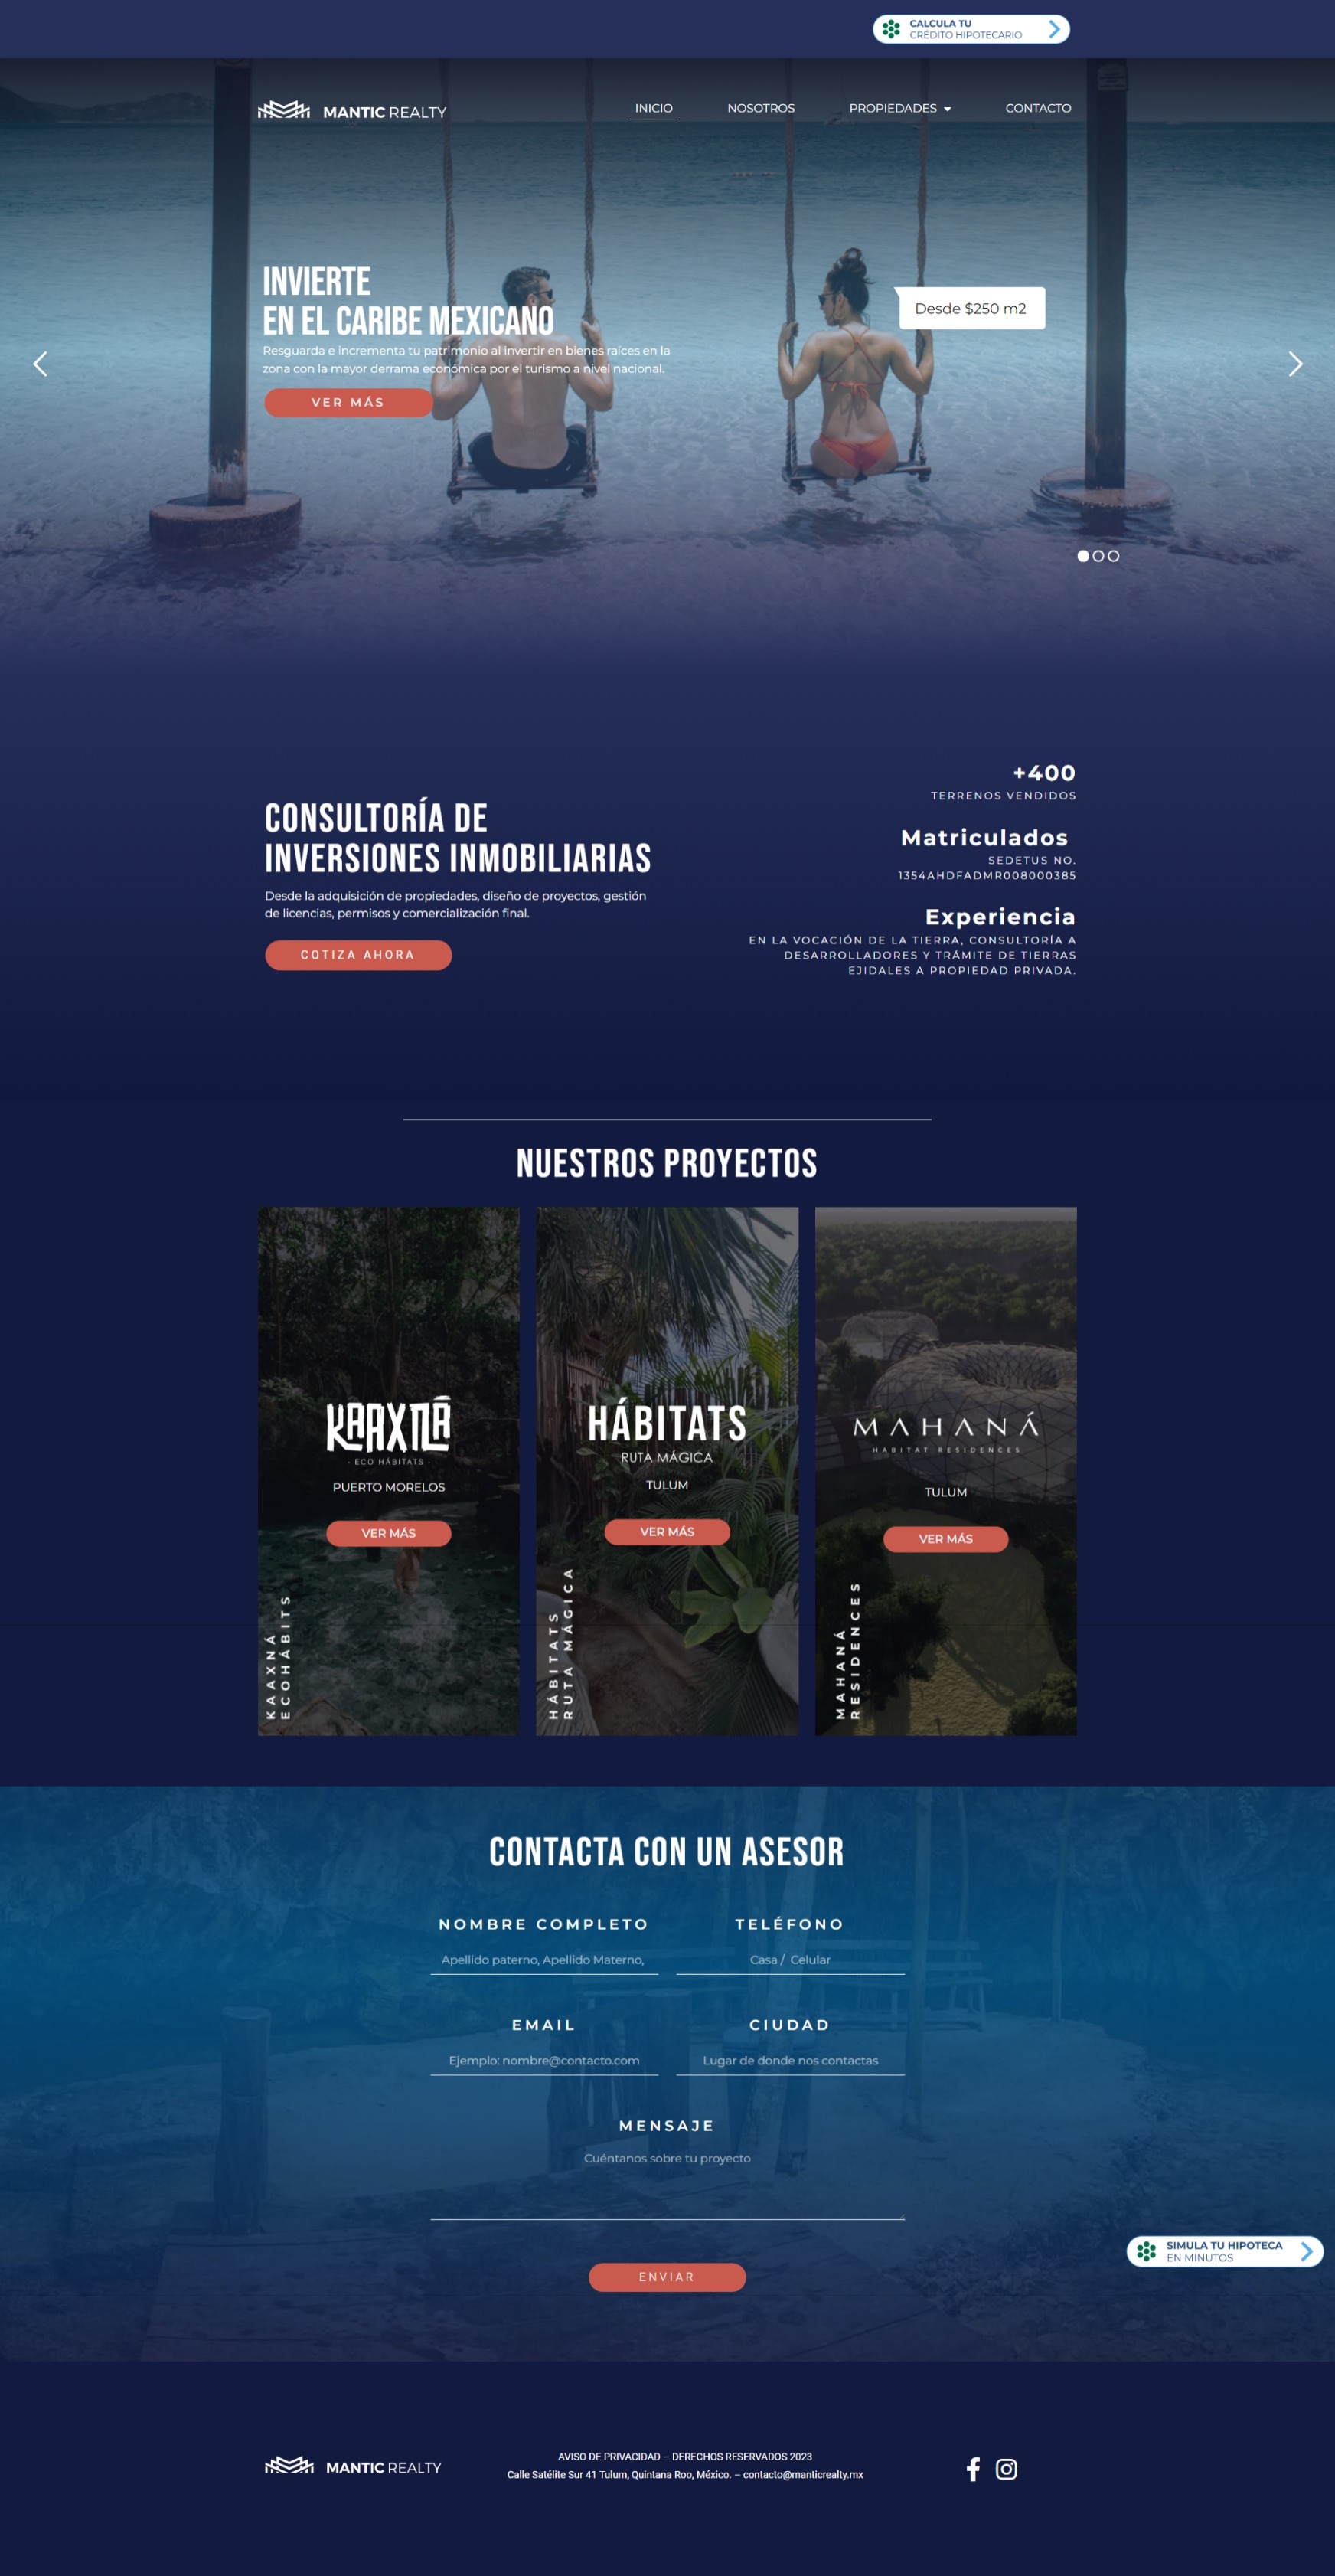 CALCULA TU
CRÉDITO HIPOTECARIO
MANTIC REALTY
INICIO
NOSOTROS
PROPIEDADES
CONTACTO
INVIERTE
EN EL CARIBE MEXICANO
Resguarda e incrementa tu patrimonio al invertir en bienes raíces en la
zona con la mayor derrama económica por el turismo a nivel nacional.
VER MÁS
Desde $250 m2
CONSULTORÍA DE
INVERSIONES INMOBILIARIAS
Desde la adquisición de propiedades, diseño de proyectos, gestión
de licencias, permisos y comercialización final.
COTIZA AHORA
+400
TERRENOS VENDIDOS
Matriculados
SEDETUS NO.
1354AHDFADMR008000385
Experiencia
EN LA VOCACIÓN DE LA TIERRA, CONSULTORÍA A
DESARROLLADORES Y TRÁMITE DE TIERRAS
EJIDALES A PROPIEDAD PRIVADA.
NUESTROS PROYECTOS
KAAXNÁ
· ECO HÁBITATS ·
PUERTO MORELOS
VER MÁS
KAAXNÁ
ECOHÁBITS
HÁBITATS
RUTA MÁGICA
TULUM
VER MÁS
HÁBITATS
RUTA MÁGICA
MAHANÁ
HABITAT RESIDENCES
TULUM
VER MÁS
MAHANÁ
RESIDENCES
CONTACTA CON UN ASESOR
NOMBRE COMPLETO
Apellido paterno, Apellido Materno,
TELÉFONO
Casa / Celular
EMAIL
Ejemplo: nombre@contacto.com
CIUDAD
Lugar de donde nos contactas
MENSAJE
Cuéntanos sobre tu proyecto
ENVIAR
SIMULA TU HIPOTECA
EN MINUTOS
MANTIC REALTY
AVISO DE PRIVACIDAD – DERECHOS RESERVADOS 2023
Calle Satélite Sur 41 Tulum, Quintana Roo, México. – contacto@manticrealty.mx